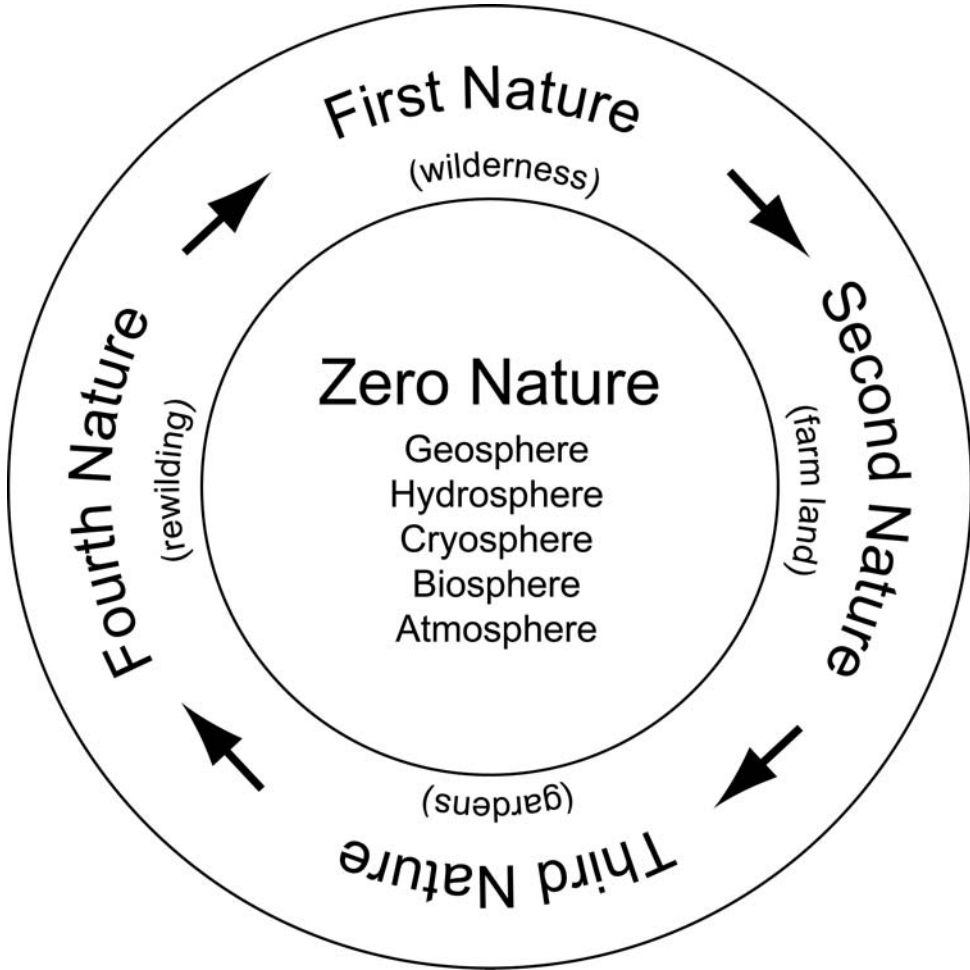 First Nature
(wilderness)
Second Nature
(farm land)
Third Nature
(gardens)
Fourth Nature
(rewilding)
Zero Nature
Geosphere
Hydrosphere
Cryosphere
Biosphere
Atmosphere